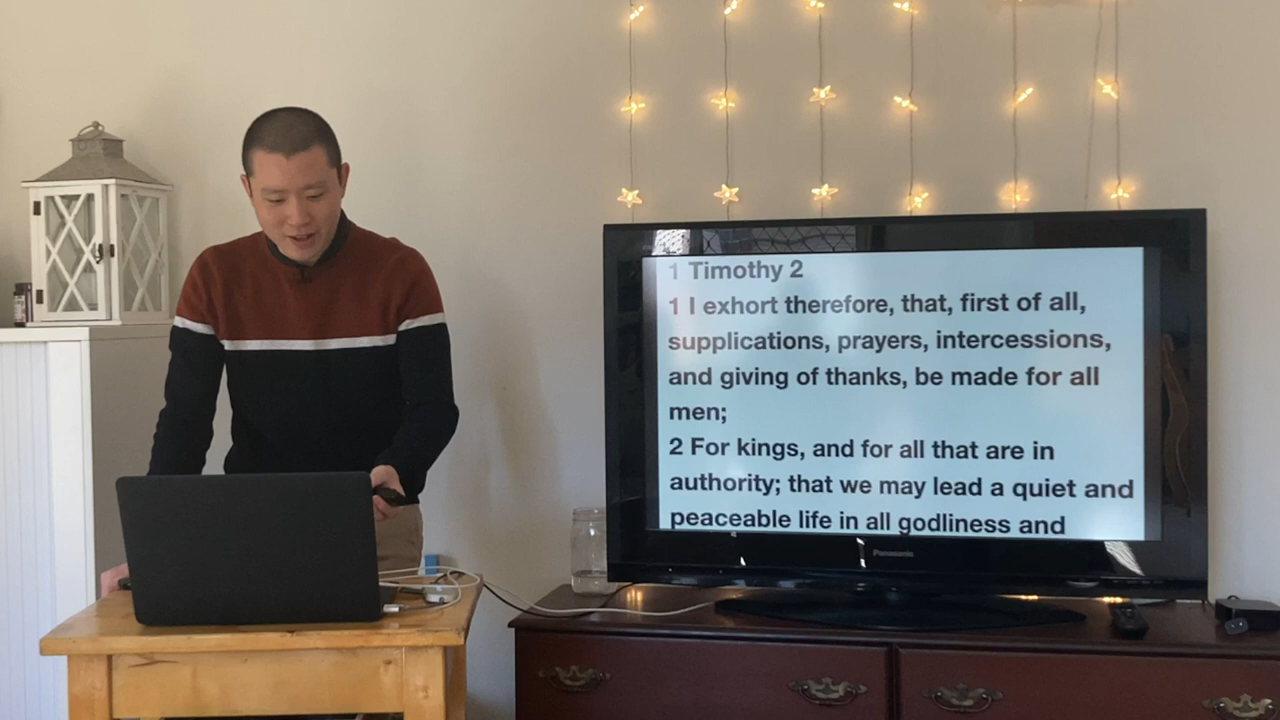 1 Timothy 2
1 I exhort therefore, that, first of all,
supplications, prayers, intercessions,
and giving of thanks, be made for all
men;
2 For kings, and for all that are in
authority; that we may lead a quiet and
peaceable life in all godliness and
Panasonic